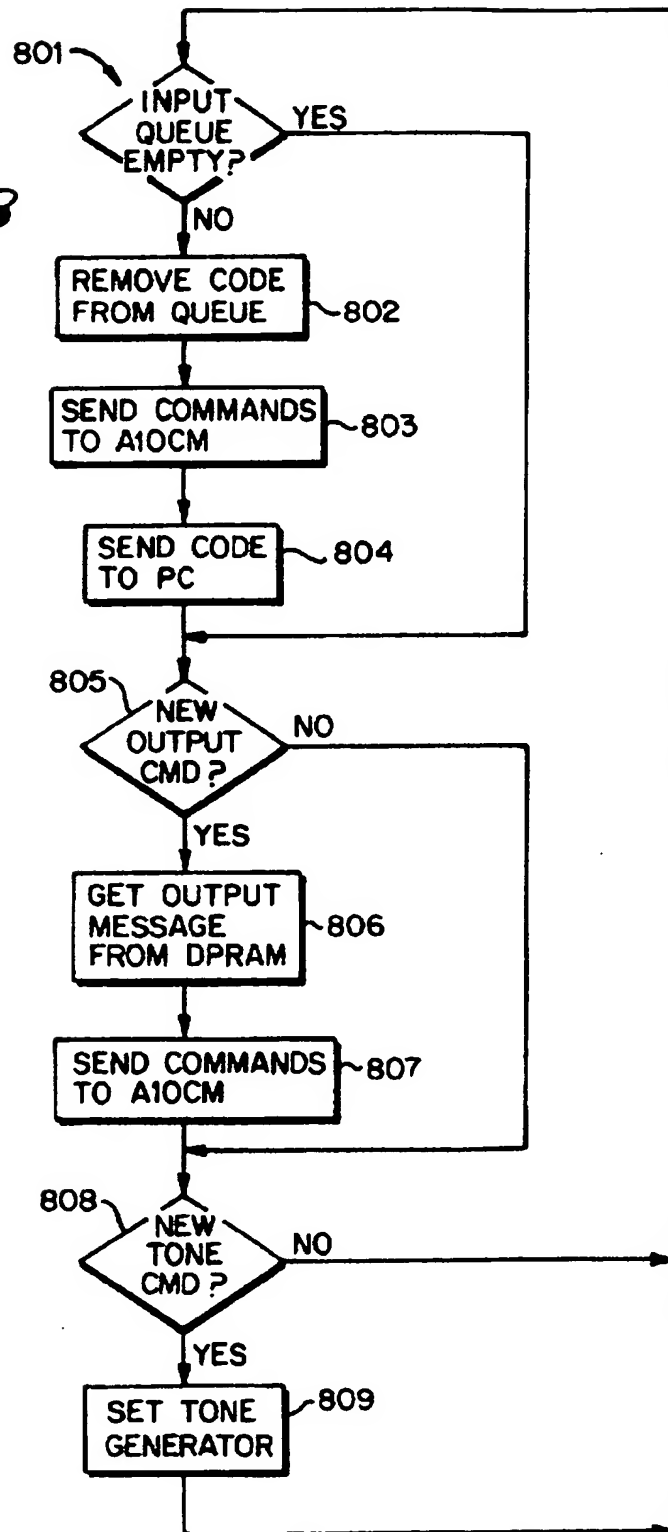 801
INPUT
QUEUE
EMPTY?
YES
NO
REMOVE CODE
FROM QUEUE
802
SEND COMMANDS
TO A1OCM
803
SEND CODE
TO PC
804
805
NEW
OUTPUT
CMD?
NO
YES
GET OUTPUT
MESSAGE
FROM DPRAM
806
SEND COMMANDS
TO A1OCM
807
808
NEW
TONE
CMD?
NO
YES
SET TONE
GENERATOR
809